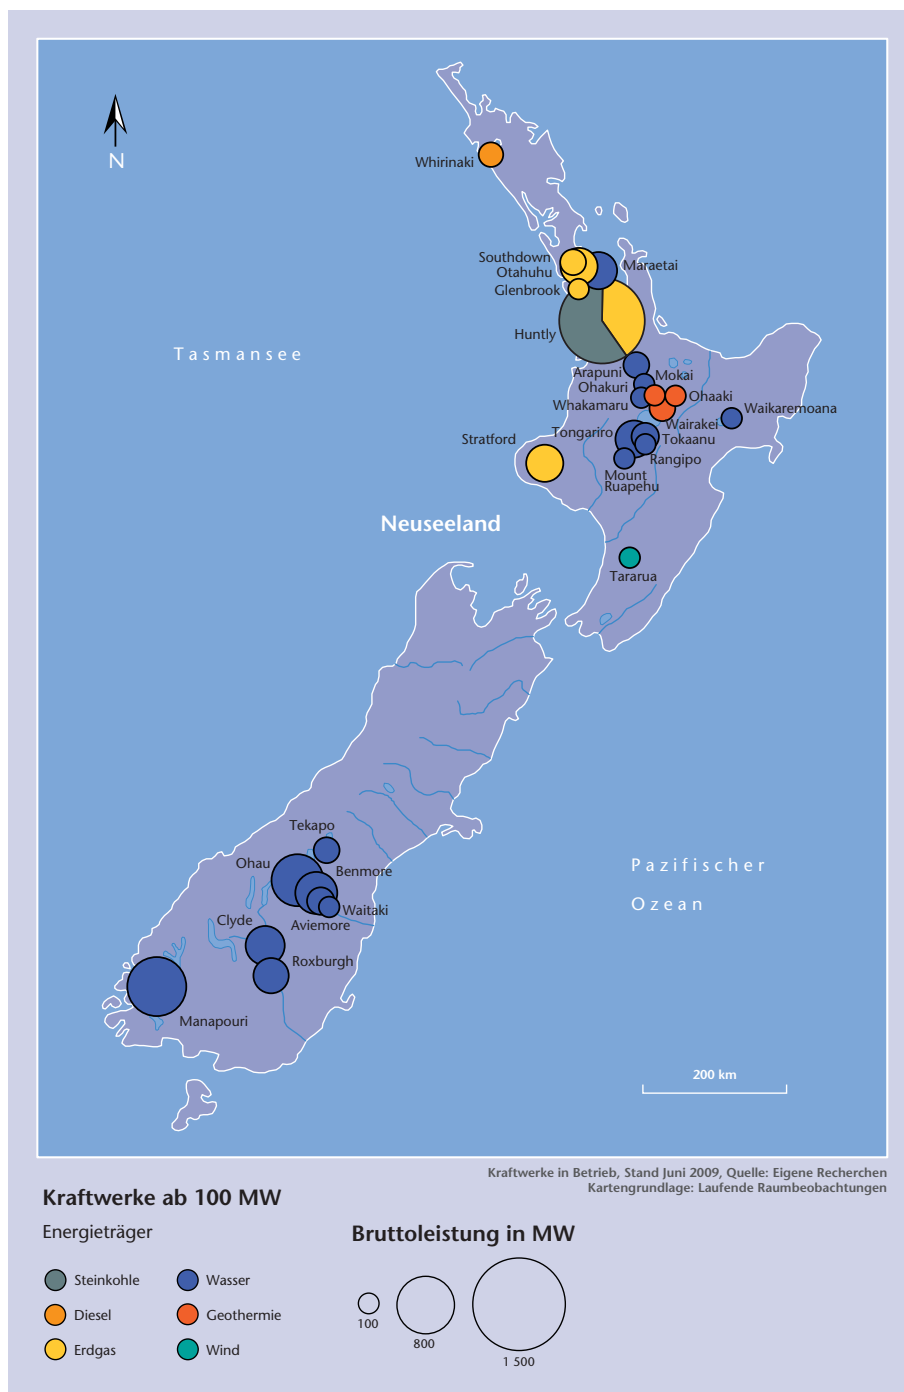 N
Whirinaki
Southdown
Otahuhu
Maraetai
Glenbrook
Huntly
Tasmansee
Arapuni
Mokai
Ohakuri
Ohaaki
Whakamaru
Waikaremoana
Wairakei
Tongariro
Tokaanu
Stratford
Rangipo
Mount
Ruapehu
Neuseeland
Tararua
Tekapo
Ohau
Benmore
Pazifischer
Ozean
Waitaki
Clyde
Aviemore
Roxburgh
Manapouri
200 km
Kraftwerke in Betrieb, Stand Juni 2009, Quelle: Eigene Recherchen
Kartengrundlage: Laufende Raumbeobachtungen
Kraftwerke ab 100 MW
Energieträger
Steinkohle
Wasser
Diesel
Geothermie
Erdgas
Wind
Bruttoleistung in MW
100
800
1 500